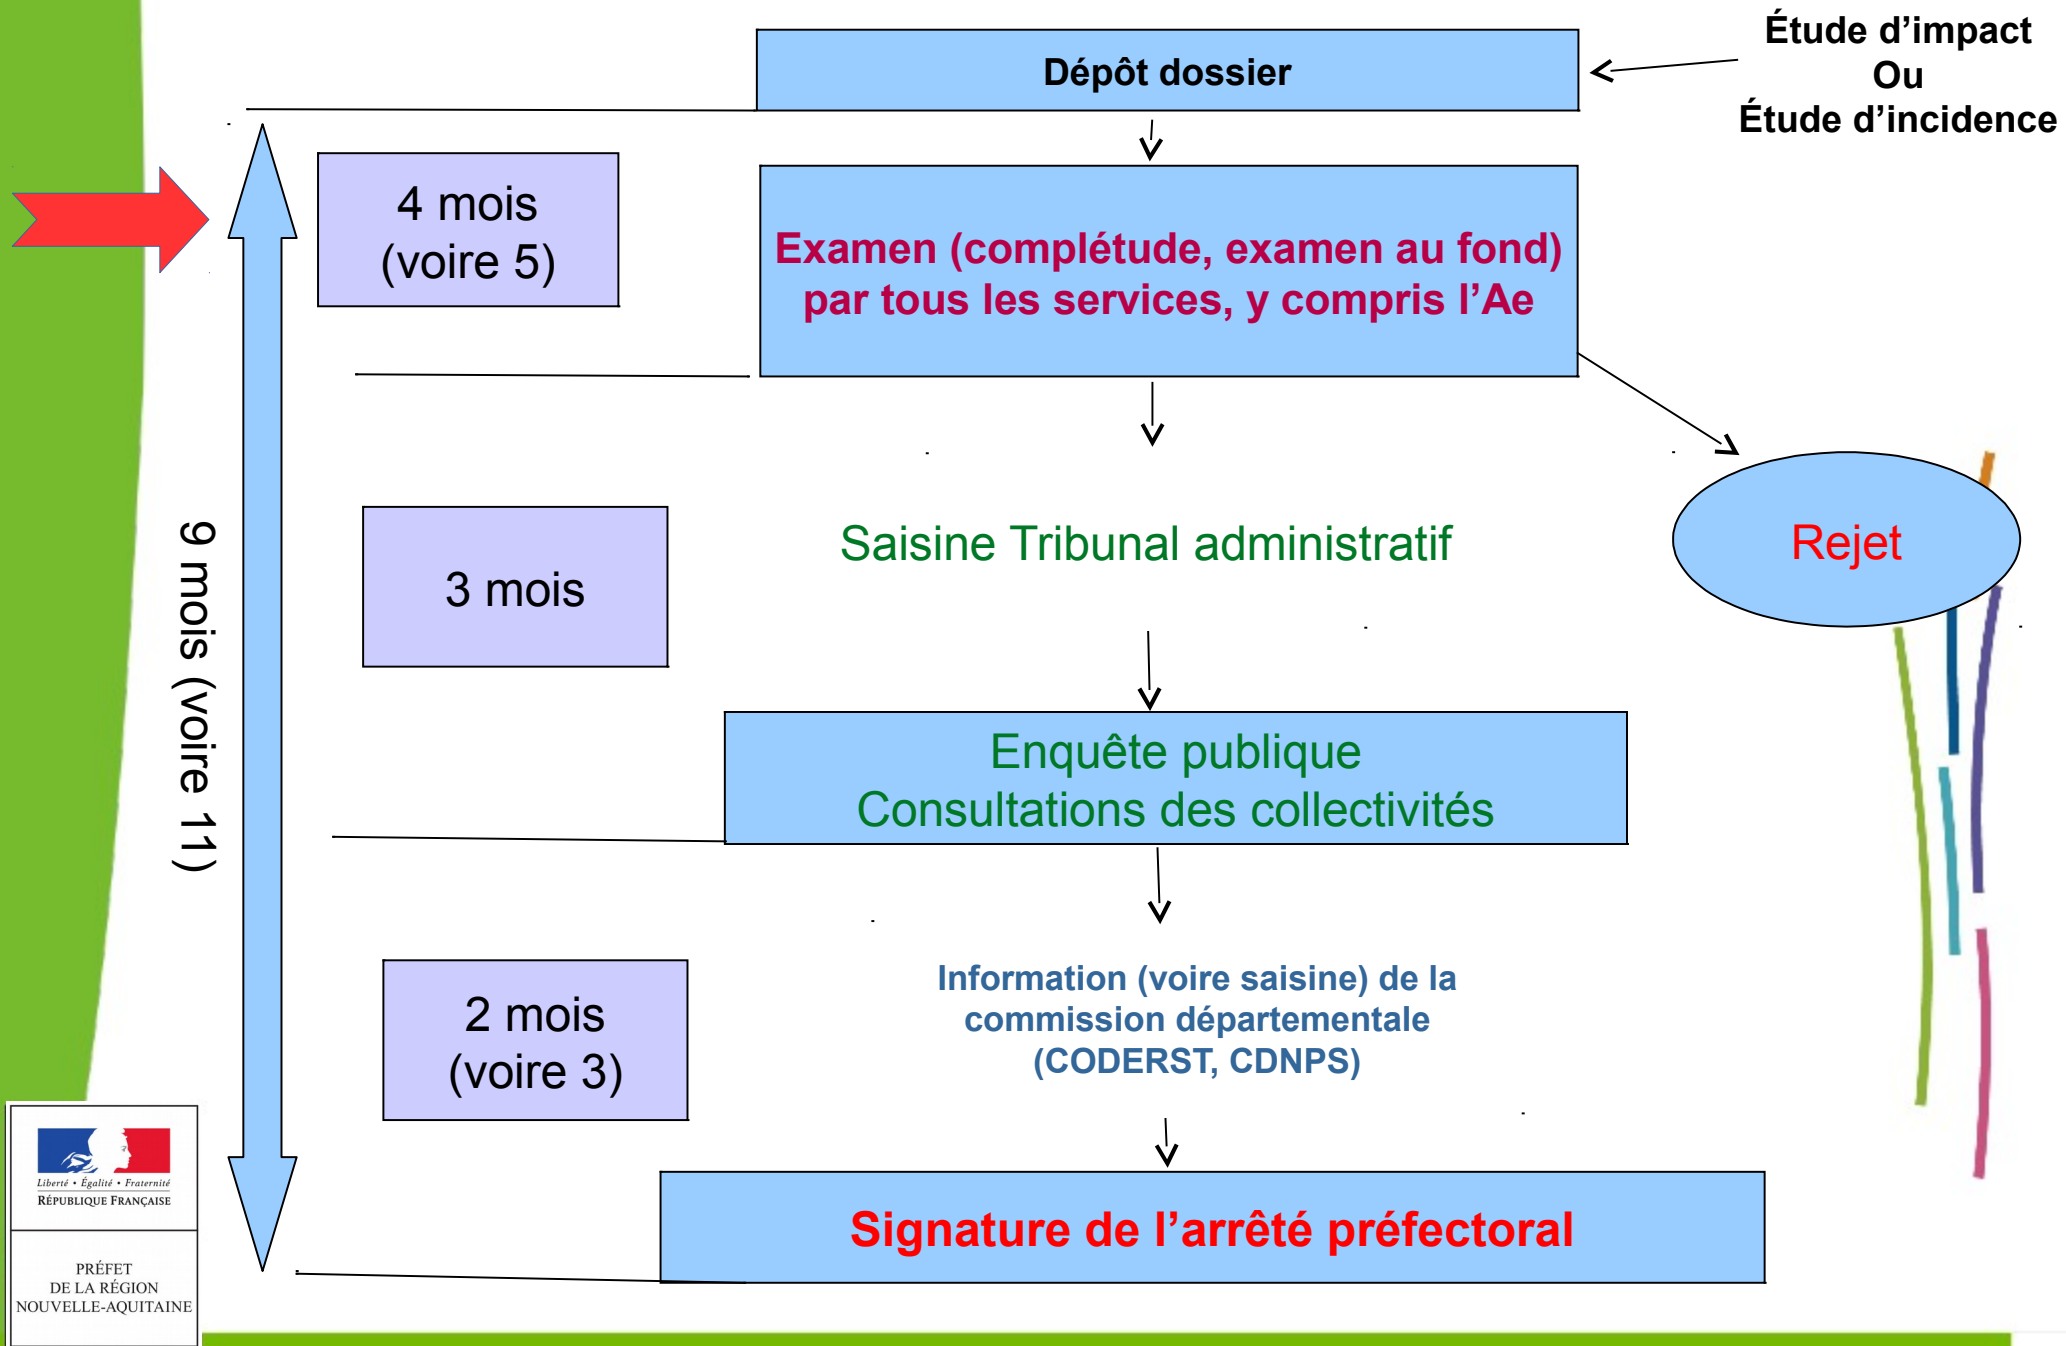 Étude d’impact
Ou
Étude d’incidence
Dépôt dossier
4 mois
(voire 5)
Examen (complétude, examen au fond)
par tous les services, y compris l’Ae
9 mois (voire 11)
3 mois
Saisine Tribunal administratif
Rejet
Enquête publique
Consultations des collectivités
2 mois
(voire 3)
Information (voire saisine) de la
commission départementale
(CODERST, CDNPS)
Signature de l’arrêté préfectoral
Liberté • Égalité • Fraternité
RÉPUBLIQUE FRANÇAISE
PRÉFET
DE LA RÉGION
NOUVELLE-AQUITAINE